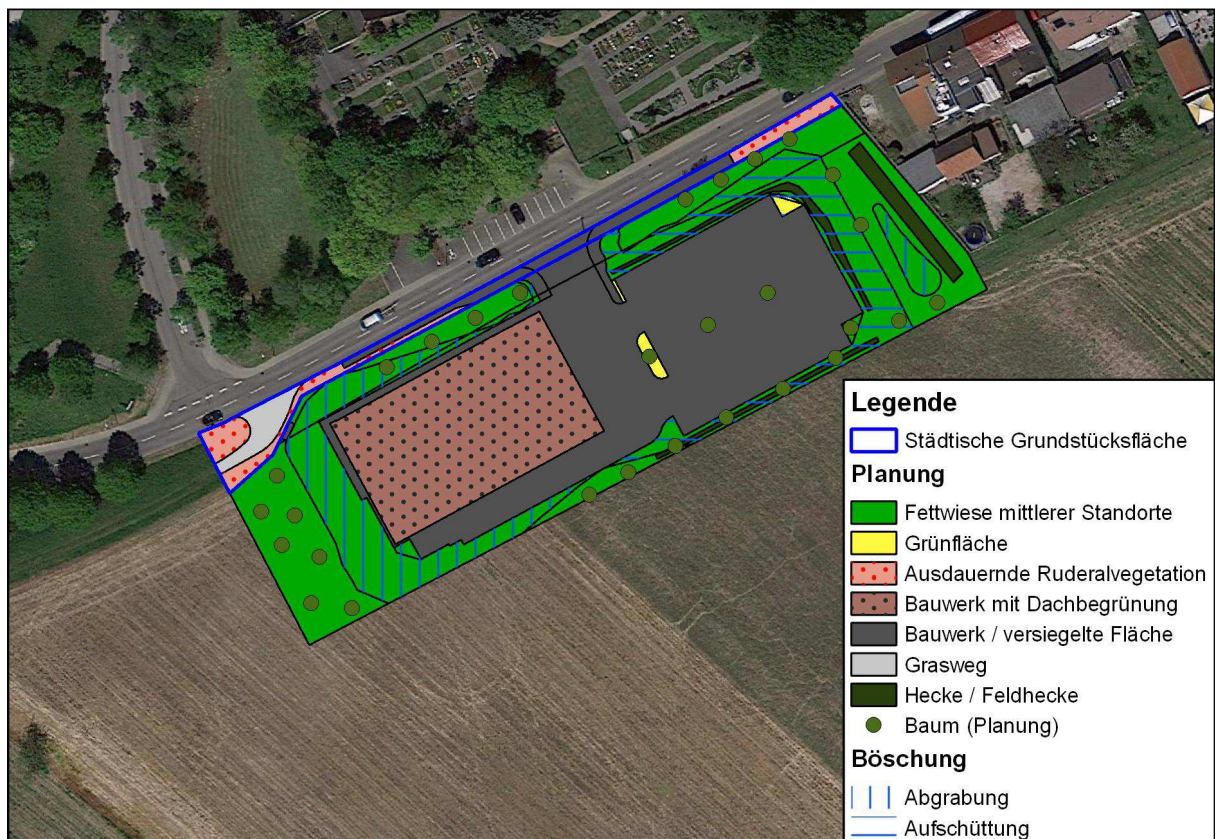 Legende
Städtische Grundstücksfläche
Planung
Fettwiese mittlerer Standorte
Grünfläche
Ausdauernde Ruderalvegetation
Bauwerk mit Dachbegrünung
Bauwerk / versiegelte Fläche
Grasweg
Hecke / Feldhecke
Baum (Planung)
Böschung
Abgrabung
Aufschüttung